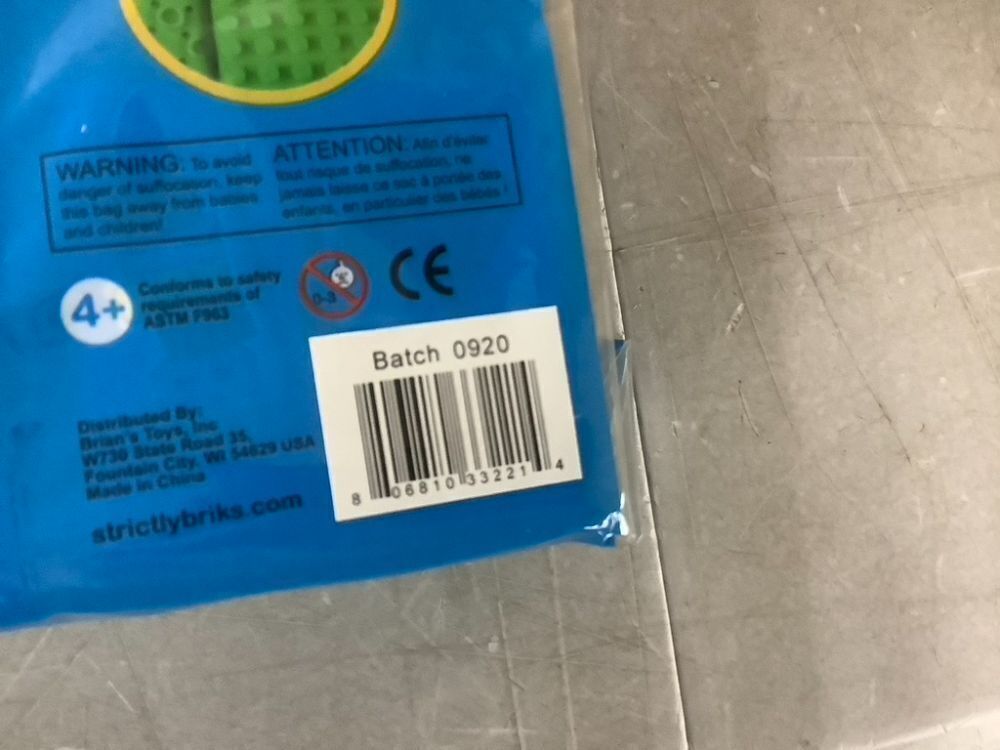 WARNING: To avoid
danger of suffocation, keep
this bag away from babies
and children!
ATTENTION: Afin d'éviter
tout risque de suffocation, ne
jamais laisse ce sac à portée des
enfants, en particulier des bébés !
4+
Conforms to safety
requirements of
ASTM F963
0-3
CE
Batch 0920
8 06810 33221 4
Distributed By:
Brian's Toys, Inc
W730 State Road 35,
Fountain City, WI 54629 USA
Made in China
strictlybriks.com